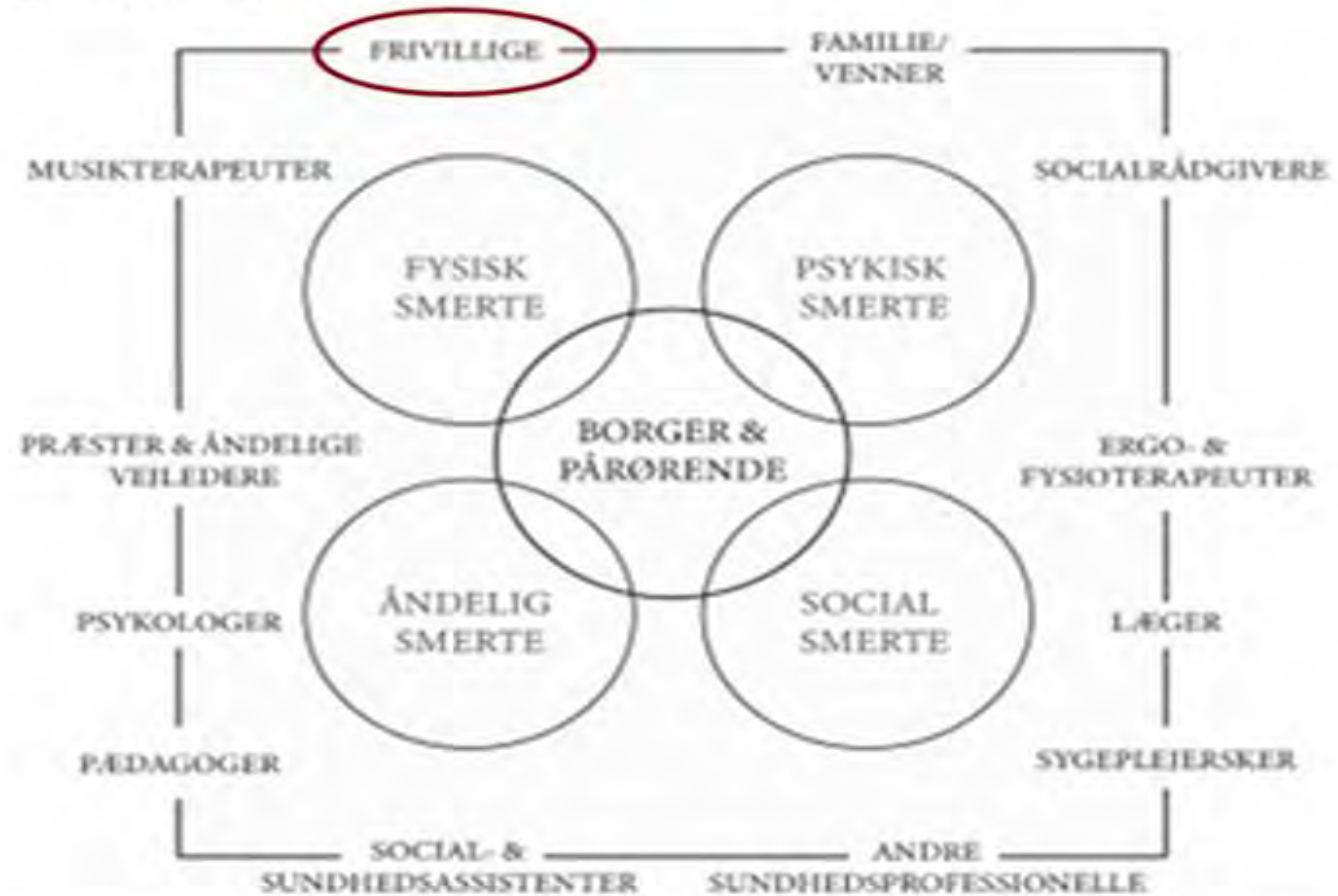 FRIVILLIGE
FAMILIE/
VENNER
MUSIKTERAPEUTER
SOCIALRÅDGIVERE
FYSISK
SMERTE
PSYKISK
SMERTE
BORGER &
PÅRØRENDE
PRÆSTER & ÅNDELIGE
VEJLEDERE
ERGO- &
FYSIOTERAPEUTER
ÅNDELIG
SMERTE
SOCIAL
SMERTE
PSYKOLOGER
LÆGER
PÆDAGOGER
SYGEPLEJERSKER
SOCIAL- &
SUNDHEDSASSISTENTER
ANDRE
SUNDHEDSPROFESSIONELLE